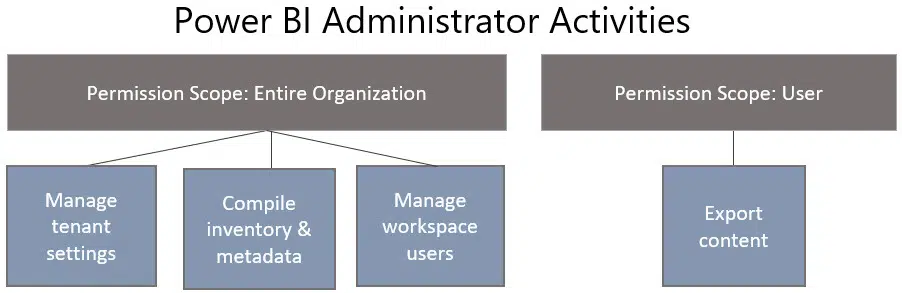 Power BI Administrator Activities
Permission Scope: Entire Organization
Permission Scope: User
Manage
tenant
settings
Compile
inventory &
metadata
Manage
workspace
users
Export
content